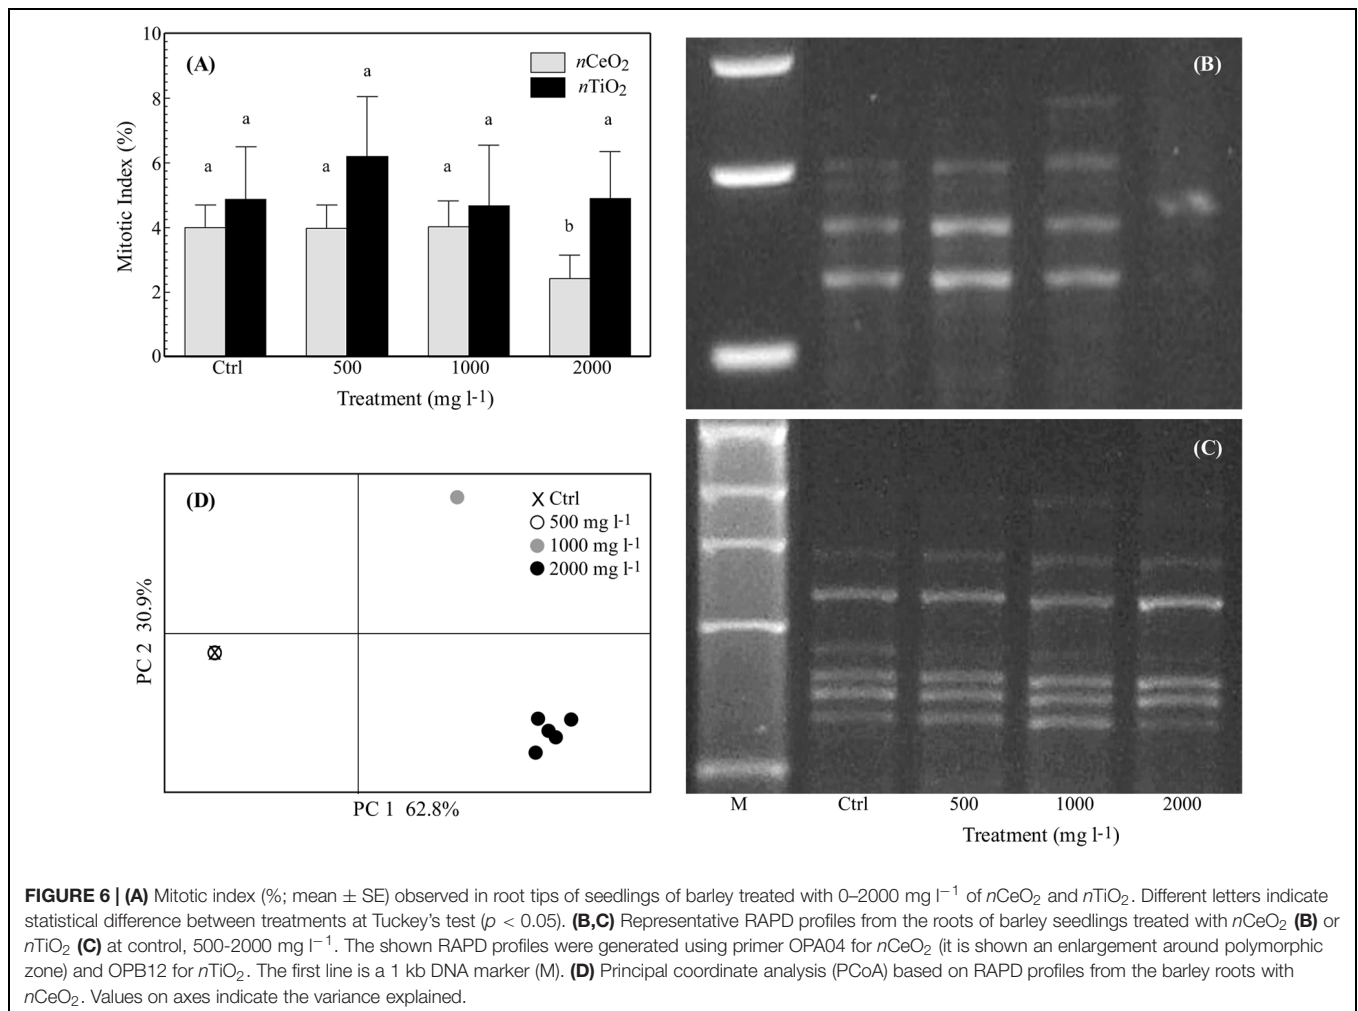 10
8
6
4
2
0
Mitotic Index (%)
(A)
nCeO2
nTiO2
a
a
a
a
a
a
b
a
Ctrl
500
1000
2000
Treatment (mg l-1)
(B)
(C)
M
Ctrl
500
1000
2000
Treatment (mg l-1)
(D)
Ctrl
500 mg l-1
1000 mg l-1
2000 mg l-1
PC 2 30.9%
PC 1 62.8%
FIGURE 6 | (A) Mitotic index (%; mean ± SE) observed in root tips of seedlings of barley treated with 0–2000 mg l−1 of nCeO2 and nTiO2. Different letters indicate
statistical difference between treatments at Tuckey's test (p < 0.05). (B,C) Representative RAPD profiles from the roots of barley seedlings treated with nCeO2 (B) or
nTiO2 (C) at control, 500-2000 mg l−1. The shown RAPD profiles were generated using primer OPA04 for nCeO2 (it is shown an enlargement around polymorphic
zone) and OPB12 for nTiO2. The first line is a 1 kb DNA marker (M). (D) Principal coordinate analysis (PCoA) based on RAPD profiles from the barley roots with
nCeO2. Values on axes indicate the variance explained.